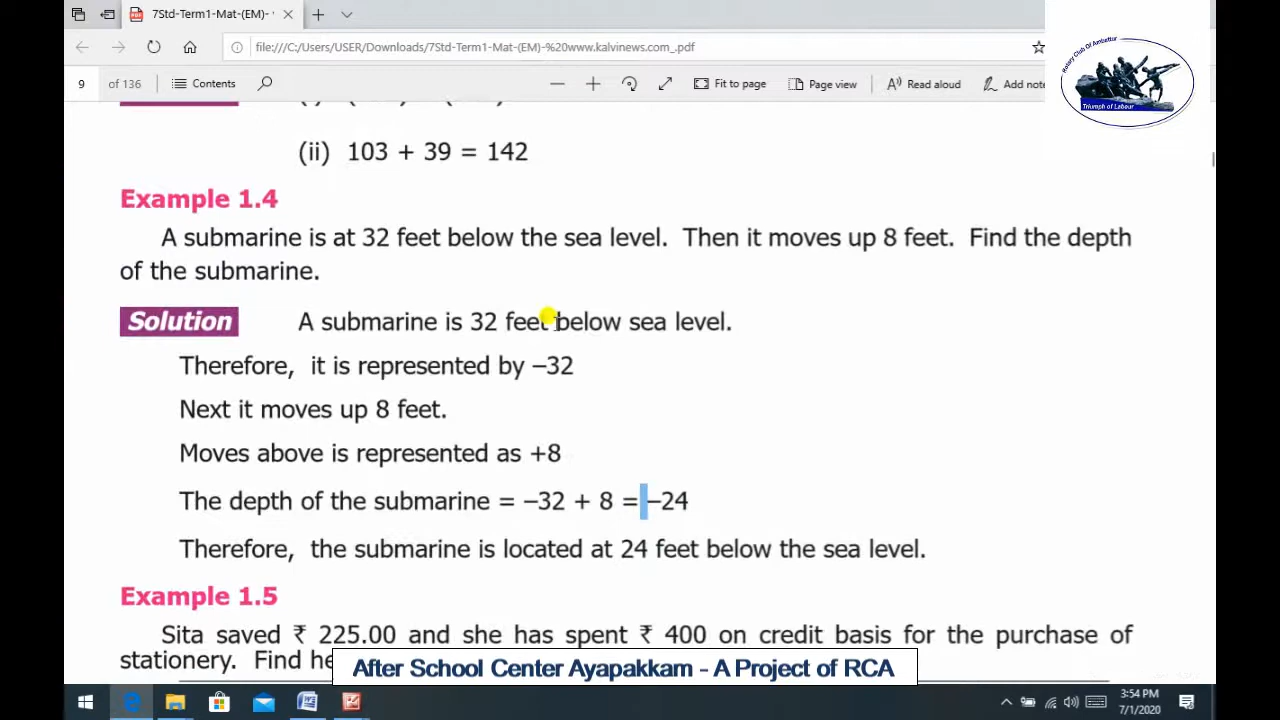 7Std-Term1-Mat-(EM)-
file:///C:/Users/USER/Downloads/7Std-Term1-Mat-(EM)-%20www.kalvinews.com_.pdf
9 of 136 Contents Fit to page Page view Read aloud Add note
Rotary Club Of Ambattur
Triumph of Labour
(ii) 103 + 39 = 142
Example 1.4
A submarine is at 32 feet below the sea level. Then it moves up 8 feet. Find the depth
of the submarine.
Solution A submarine is 32 feet below sea level.
Therefore, it is represented by –32
Next it moves up 8 feet.
Moves above is represented as +8
The depth of the submarine = –32 + 8 = –24
Therefore, the submarine is located at 24 feet below the sea level.
Example 1.5
Sita saved ₹ 225.00 and she has spent ₹ 400 on credit basis for the purchase of
stationery. Find he
After School Center Ayapakkam - A Project of RCA
3:54 PM
7/1/2020